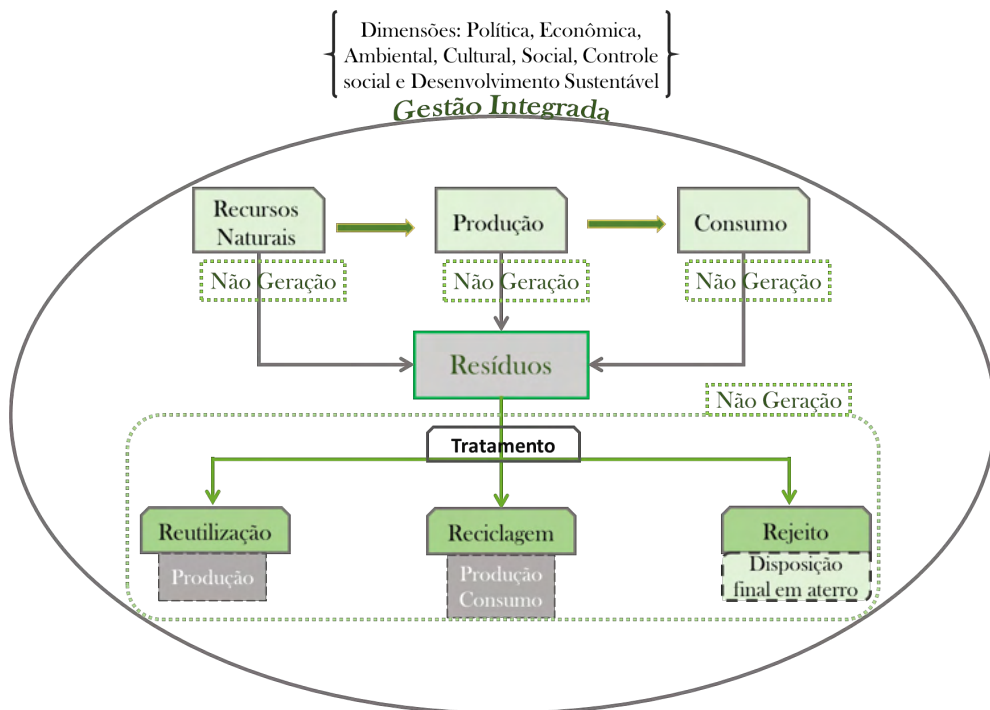 Dimensões: Política, Econômica,
Ambiental, Cultural, Social, Controle
social e Desenvolvimento Sustentável
Gestão Integrada
Recursos
Naturais
Produção
Consumo
Não Geração
Não Geração
Não Geração
Resíduos
Não Geração
Tratamento
Reutilização
Reciclagem
Rejeito
Produção
Produção
Consumo
Disposição
final em aterro